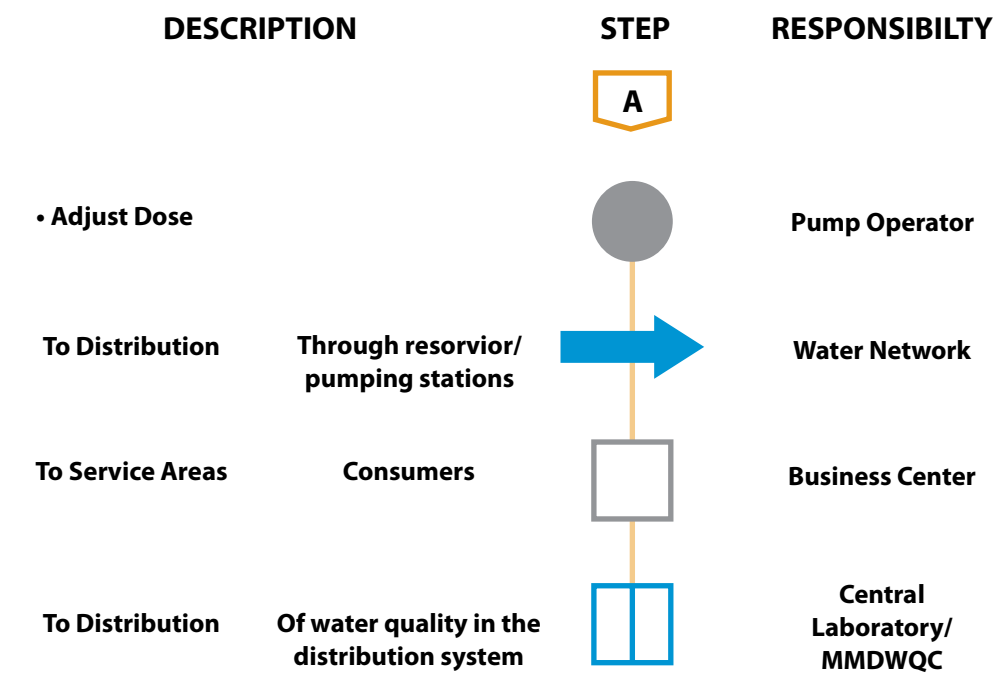 DESCRIPTION STEP RESPONSIBILTY
A
• Adjust Dose Pump Operator
To Distribution Through resorvior/ Water Network
pumping stations
To Service Areas Consumers Business Center
Central
To Distribution Of water quality in the Laboratory/
distribution system MMDWQC